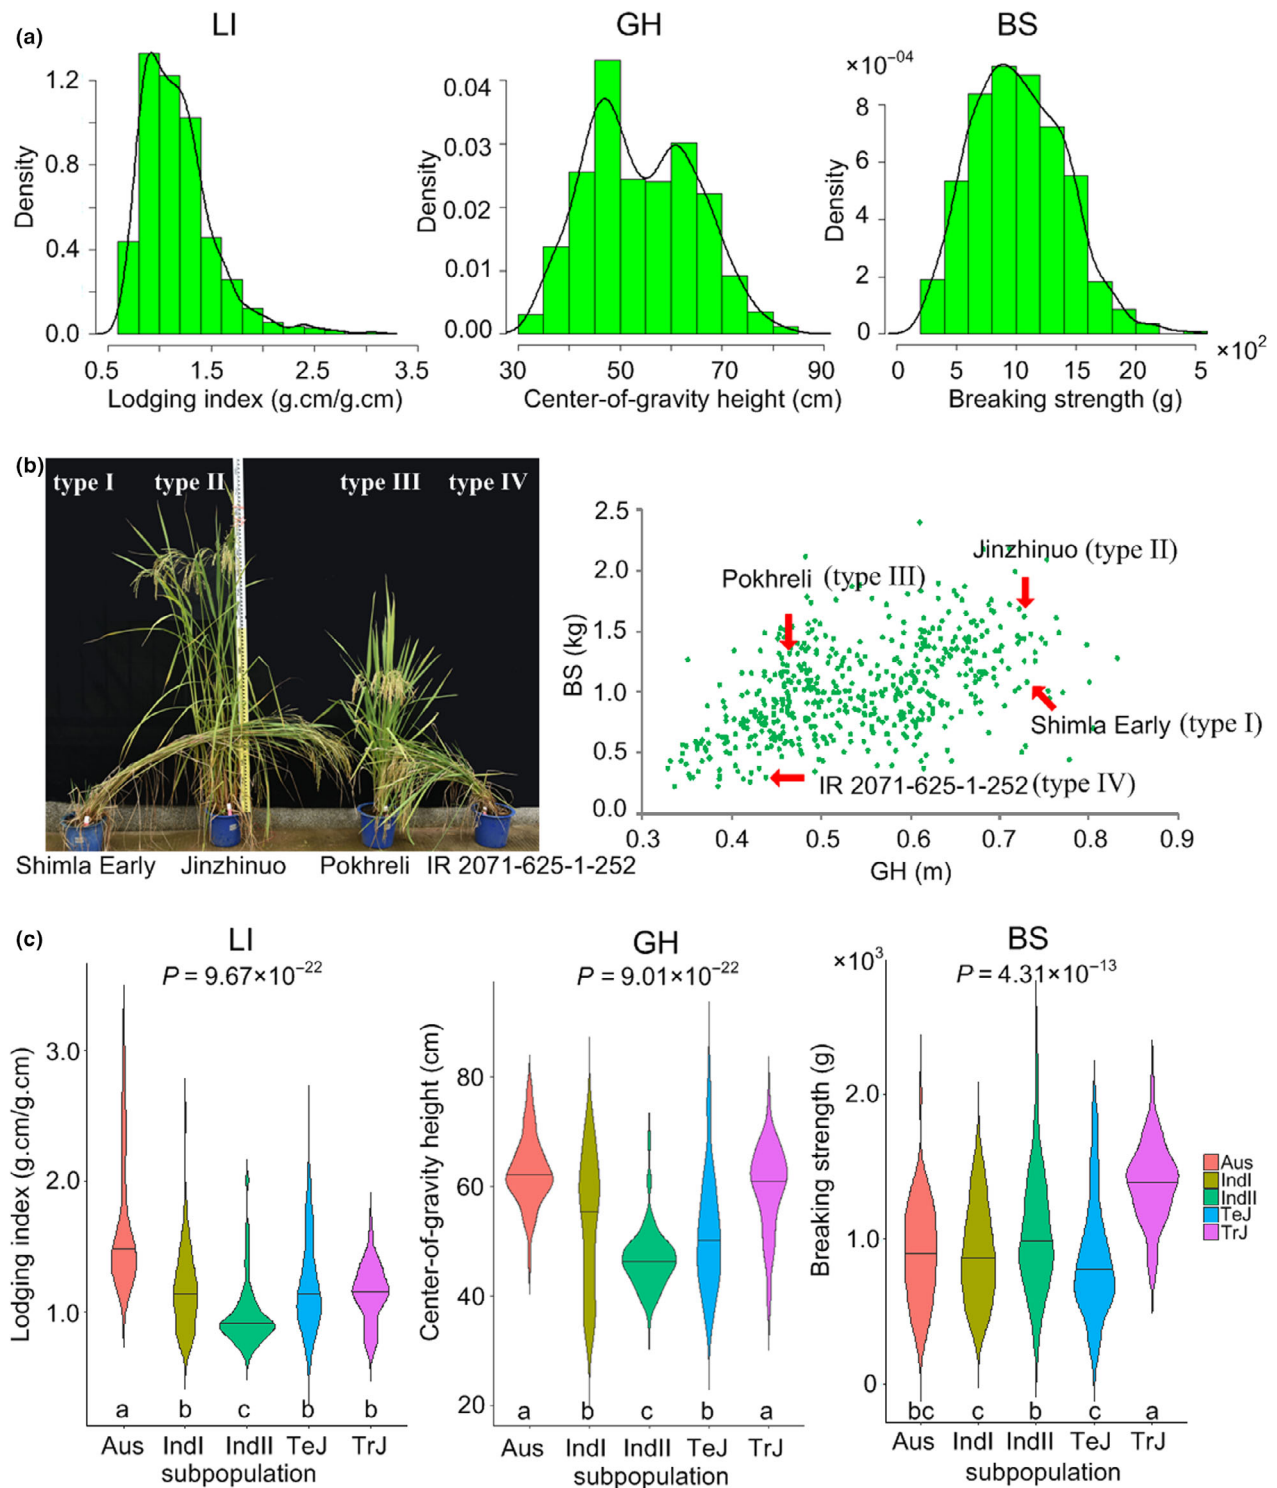 (a)
LI
GH
BS
Density
1.2
0.8
0.4
0.0
0.5
1.5
2.5
3.5
Lodging index (g.cm/g.cm)
Density
0.04
0.03
0.02
0.01
0.00
30
50
70
90
Center-of-gravity height (cm)
×10−04
Density
8
6
4
2
0
0
5
10
15
20
5
×10²
Breaking strength (g)
(b)
type I
type II
type III
type IV
Shimla Early
Jinzhinuo
Pokhreli
IR 2071-625-1-252
BS (kg)
2.5
2.0
1.5
1.0
0.5
0.0
Jinzhinuo (type II)
Pokhreli (type III)
Shimla Early (type I)
IR 2071-625-1-252 (type IV)
0.3
0.4
0.5
0.6
0.7
0.8
0.9
GH (m)
(c)
LI
P = 9.67×10−22
Lodging index (g.cm/g.cm)
3.0
2.0
1.0
a
b
c
b
b
Aus
IndI
IndII
TeJ
TrJ
subpopulation
GH
P = 9.01×10−22
Center-of-gravity height (cm)
80
60
40
20
a
b
c
b
a
Aus
IndI
IndII
TeJ
TrJ
subpopulation
BS
×10³
P = 4.31×10−13
Breaking strength (g)
2.0
1.0
0
bc
c
b
c
a
Aus
IndI
IndII
TeJ
TrJ
subpopulation
Aus
IndI
IndII
TeJ
TrJ